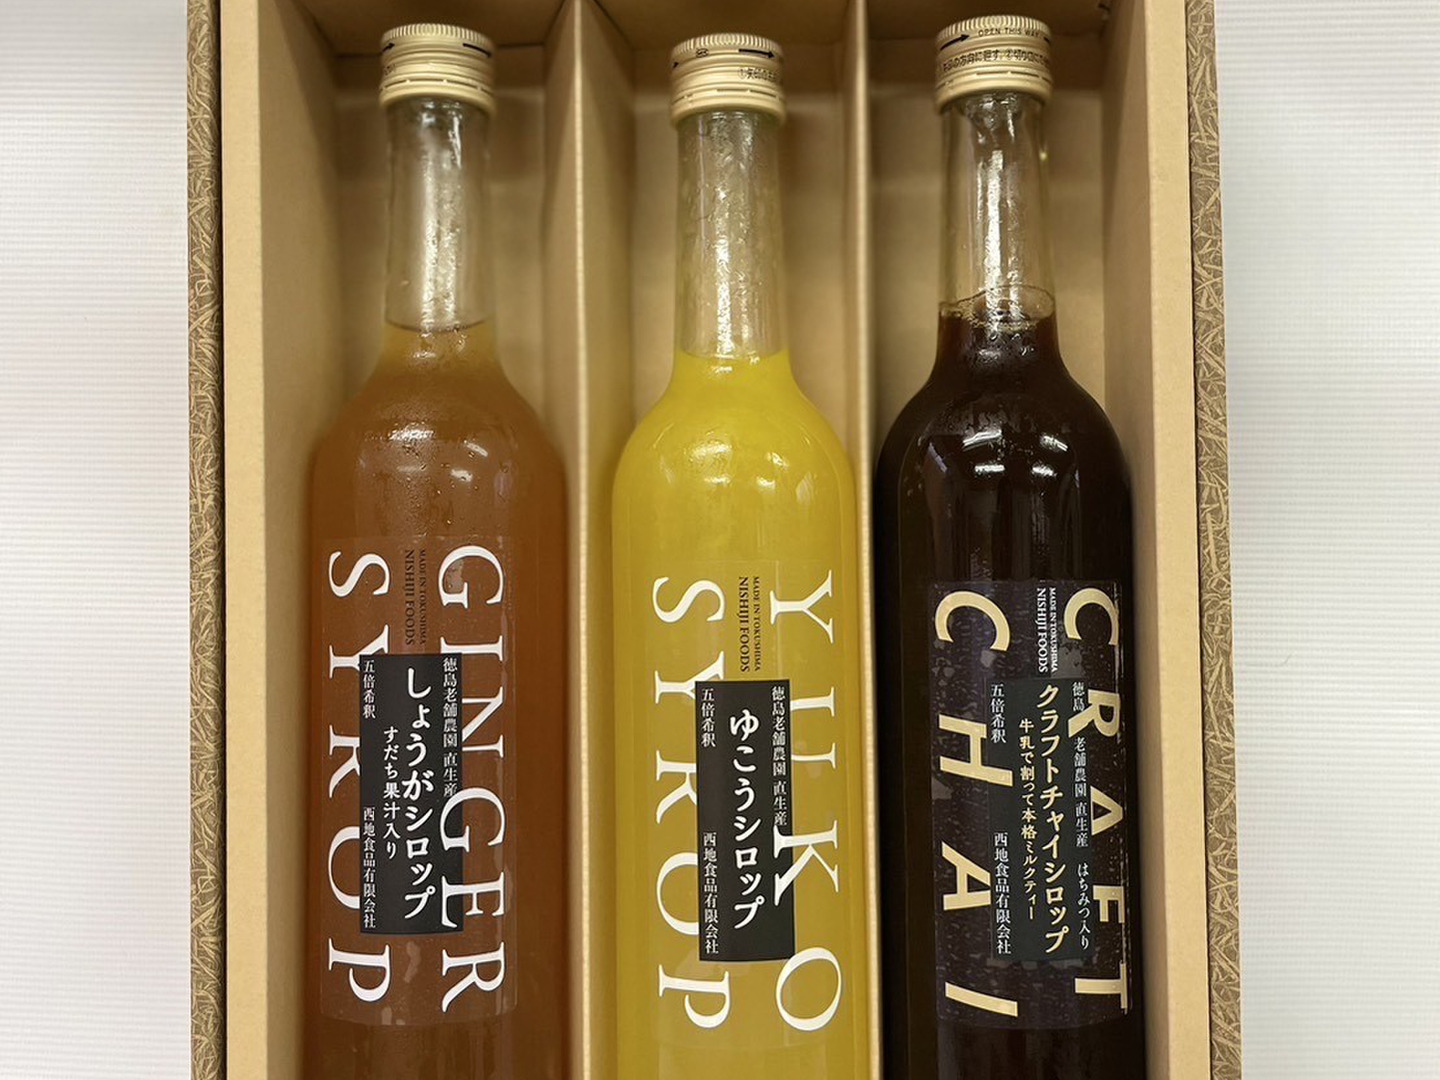 GINGER
SYROP
MADE IN TOKUSHIMA
NISHIJI FOODS
徳島老舗農園 直生産
しょうがシロップ
すだち果汁入り
五倍希釈
西地食品有限会社
YUKO
SYROP
MADE IN TOKUSHIMA
NISHIJI FOODS
徳島老舗農園 直生産
ゆこうシロップ
五倍希釈
西地食品有限会社
OPEN THIS WAY
CRAFT
CHAI
MADE IN TOKUSHIMA
NISHIJI FOODS
徳島老舗農園 直生産 はちみつ入り
クラフトチャイシロップ
牛乳で割って本格ミルクティー
五倍希釈
西地食品有限会社